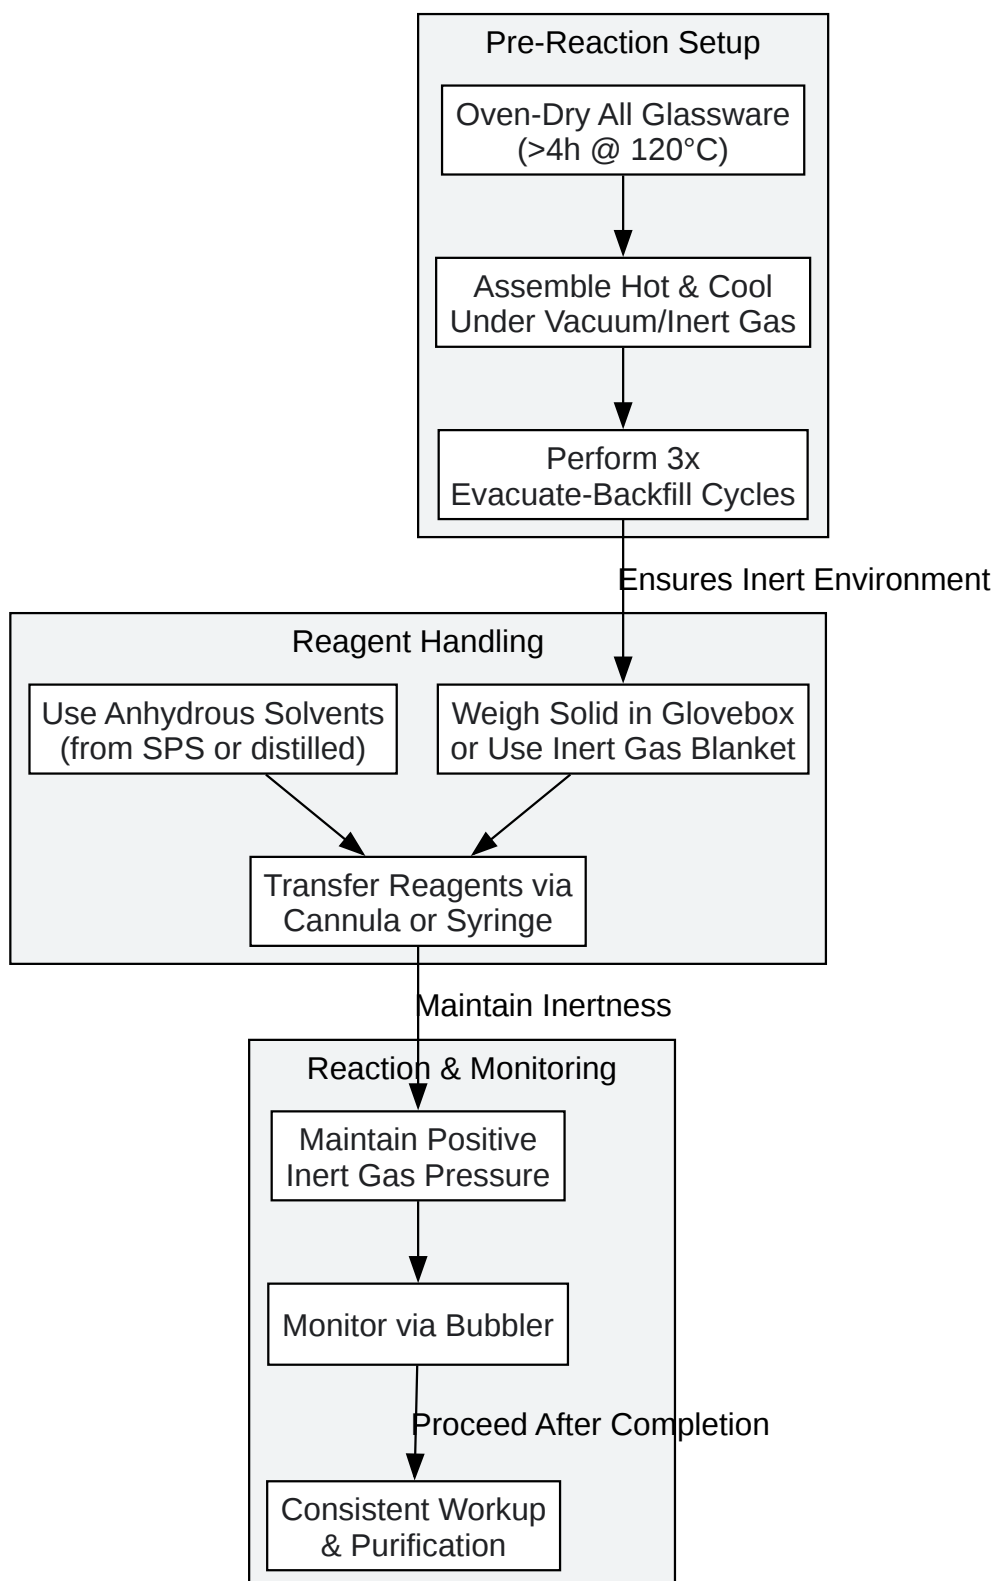 Pre-Reaction Setup
Oven-Dry All Glassware
(>4h @ 120°C)
Assemble Hot & Cool
Under Vacuum/Inert Gas
Perform 3x
Evacuate-Backfill Cycles
Ensures Inert Environment
Reagent Handling
Use Anhydrous Solvents
(from SPS or distilled)
Weigh Solid in Glovebox
or Use Inert Gas Blanket
Transfer Reagents via
Cannula or Syringe
Maintain Inertness
Reaction & Monitoring
Maintain Positive
Inert Gas Pressure
Monitor via Bubbler
Proceed After Completion
Consistent Workup
& Purification